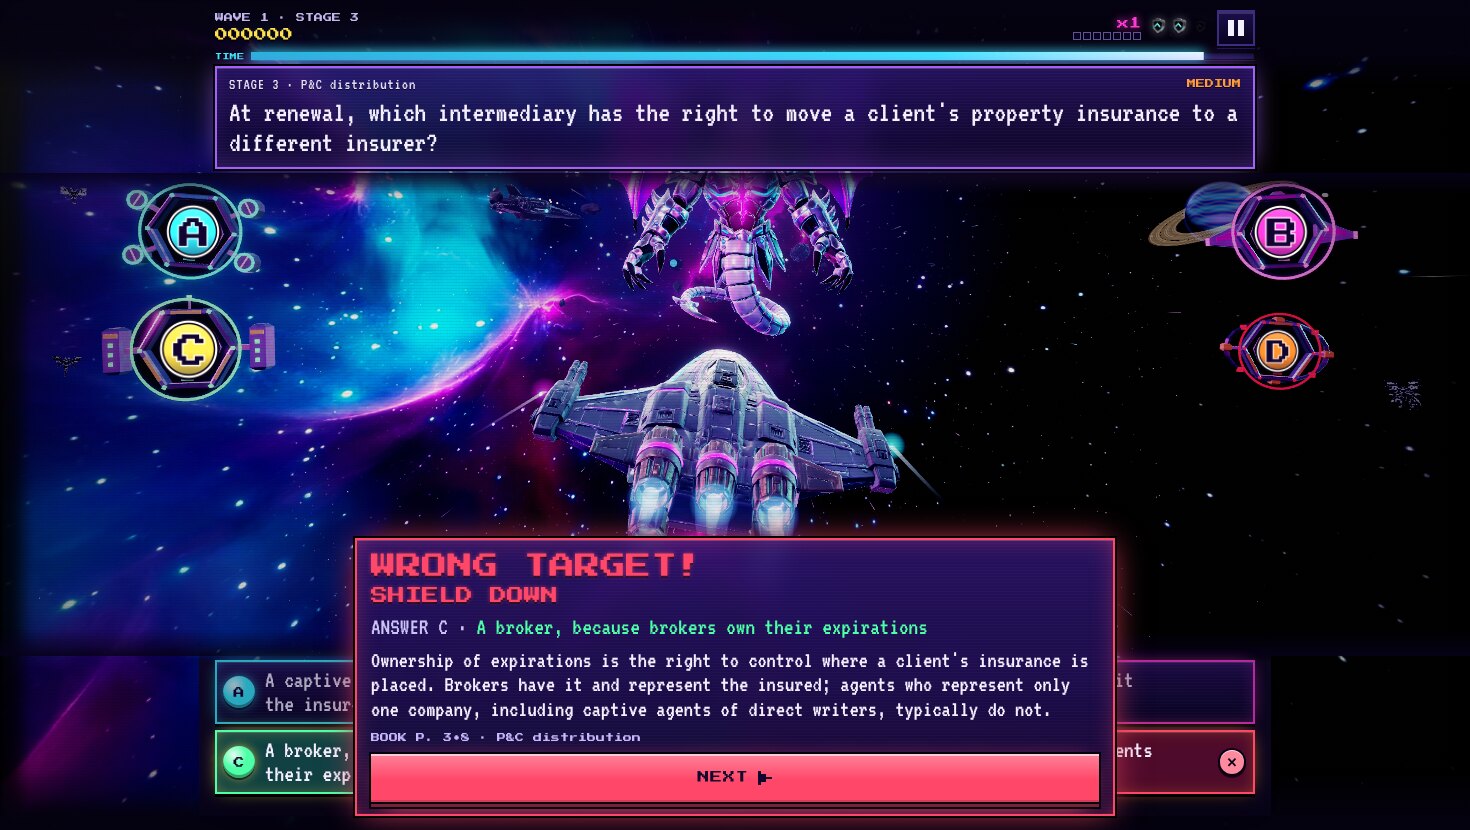 WAVE 1 · STAGE 3
000000
x1
TIME
STAGE 3 · P&C distribution
MEDIUM
At renewal, which intermediary has the right to move a client's property insurance to a
different insurer?
A
B
C
D
WRONG TARGET!
SHIELD DOWN
ANSWER C · A broker, because brokers own their expirations
Ownership of expirations is the right to control where a client's insurance is
placed. Brokers have it and represent the insured; agents who represent only
one company, including captive agents of direct writers, typically do not.
BOOK P. 3•8 · P&C distribution
NEXT
A
A captive
the insur
it
C
A broker,
their exp
ents